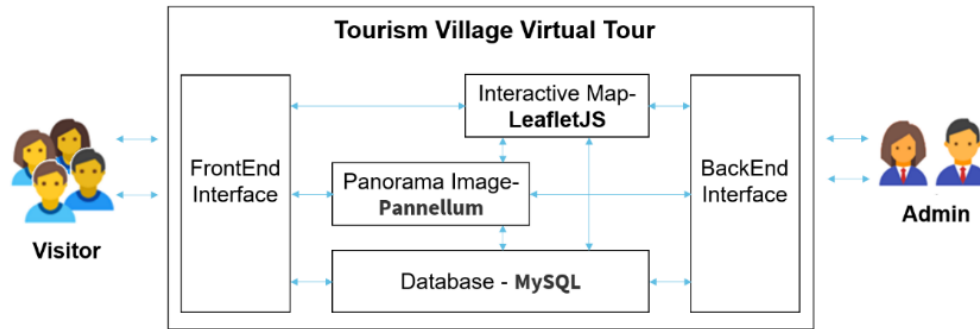 Tourism Village Virtual Tour
Interactive Map-
LeafletJS
FrontEnd
Interface
Panorama Image-
Pannellum
BackEnd
Interface
Database - MySQL
Visitor
Admin